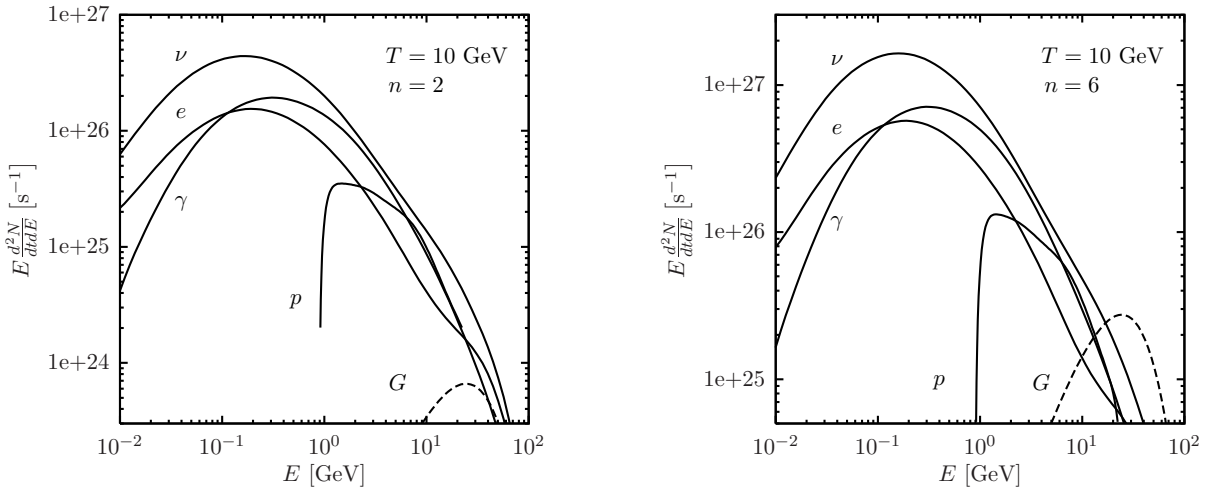 1e+27
1e+26
1e+25
1e+24
E d²N/dtdE [s⁻¹]
ν
e
γ
p
G
T = 10 GeV
n = 2
10⁻² 10⁻¹ 10⁰ 10¹ 10²
E [GeV]
1e+27
1e+26
1e+25
E d²N/dtdE [s⁻¹]
ν
e
γ
p
G
T = 10 GeV
n = 6
10⁻² 10⁻¹ 10⁰ 10¹ 10²
E [GeV]